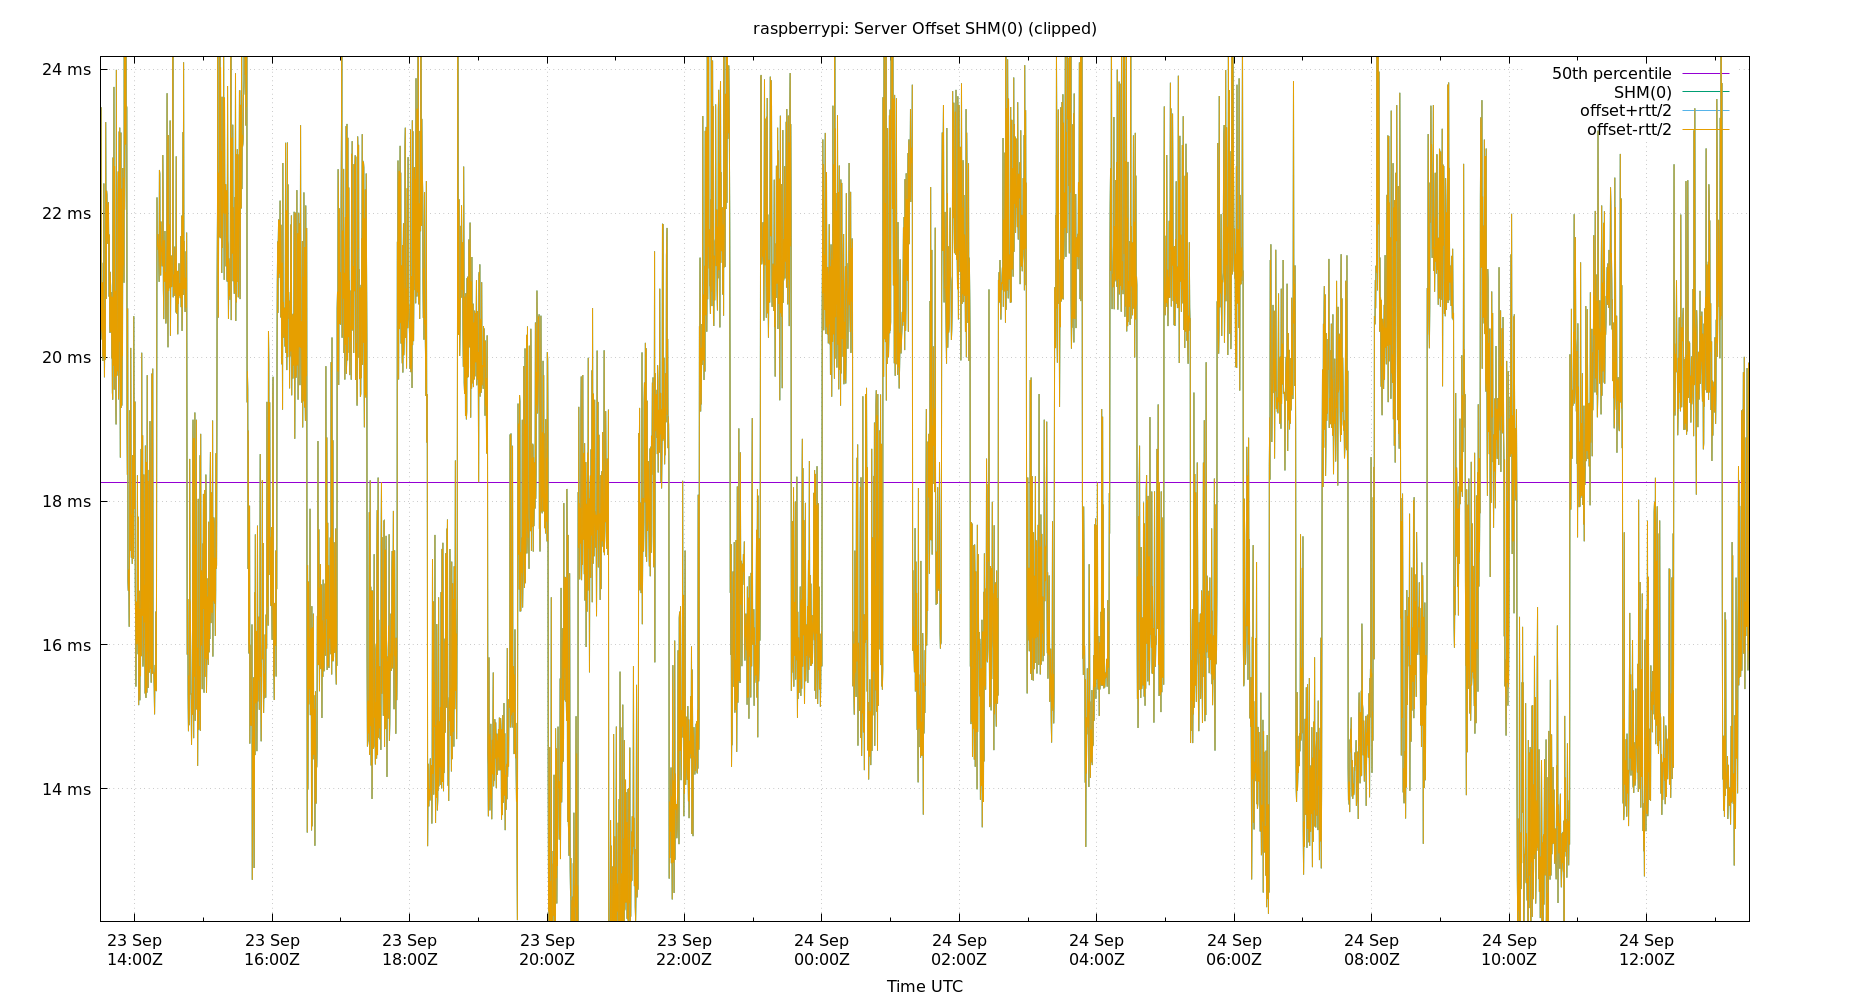 raspberrypi: Server Offset SHM(0) (clipped)
24 ms
22 ms
20 ms
18 ms
16 ms
14 ms
50th percentile
SHM(0)
offset+rtt/2
offset-rtt/2
23 Sep
14:00Z
23 Sep
16:00Z
23 Sep
18:00Z
23 Sep
20:00Z
23 Sep
22:00Z
24 Sep
00:00Z
24 Sep
02:00Z
24 Sep
04:00Z
24 Sep
06:00Z
24 Sep
08:00Z
24 Sep
10:00Z
24 Sep
12:00Z
Time UTC